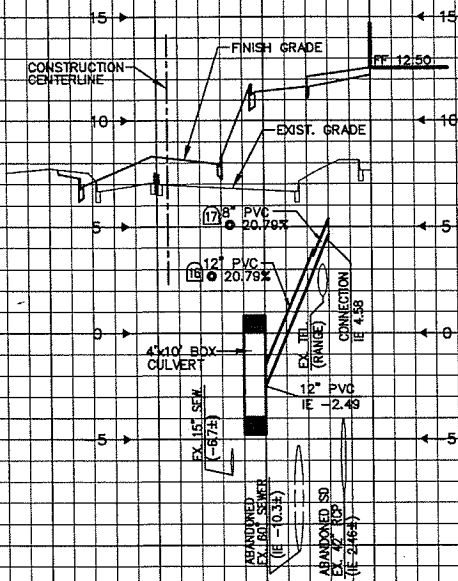 15
15
FINISH GRADE
CONSTRUCTION
CENTERLINE
FF 12.50
10
10
EXIST. GRADE
17 8" PVC
@ 20.79%
5
5
16 12" PVC
@ 20.79%
CONNECTION
IE 4.58
EX. TEL
(RANGE)
0
0
4'x10' BOX
CULVERT
12" PVC
IE -2.49
EX. 15" SEW.
(-6.7±)
5
5
ABANDONED
EX. 60" SEWER
(IE -10.3±)
ABANDONED SD
EX. 42" RCP
(IE 2.46±)